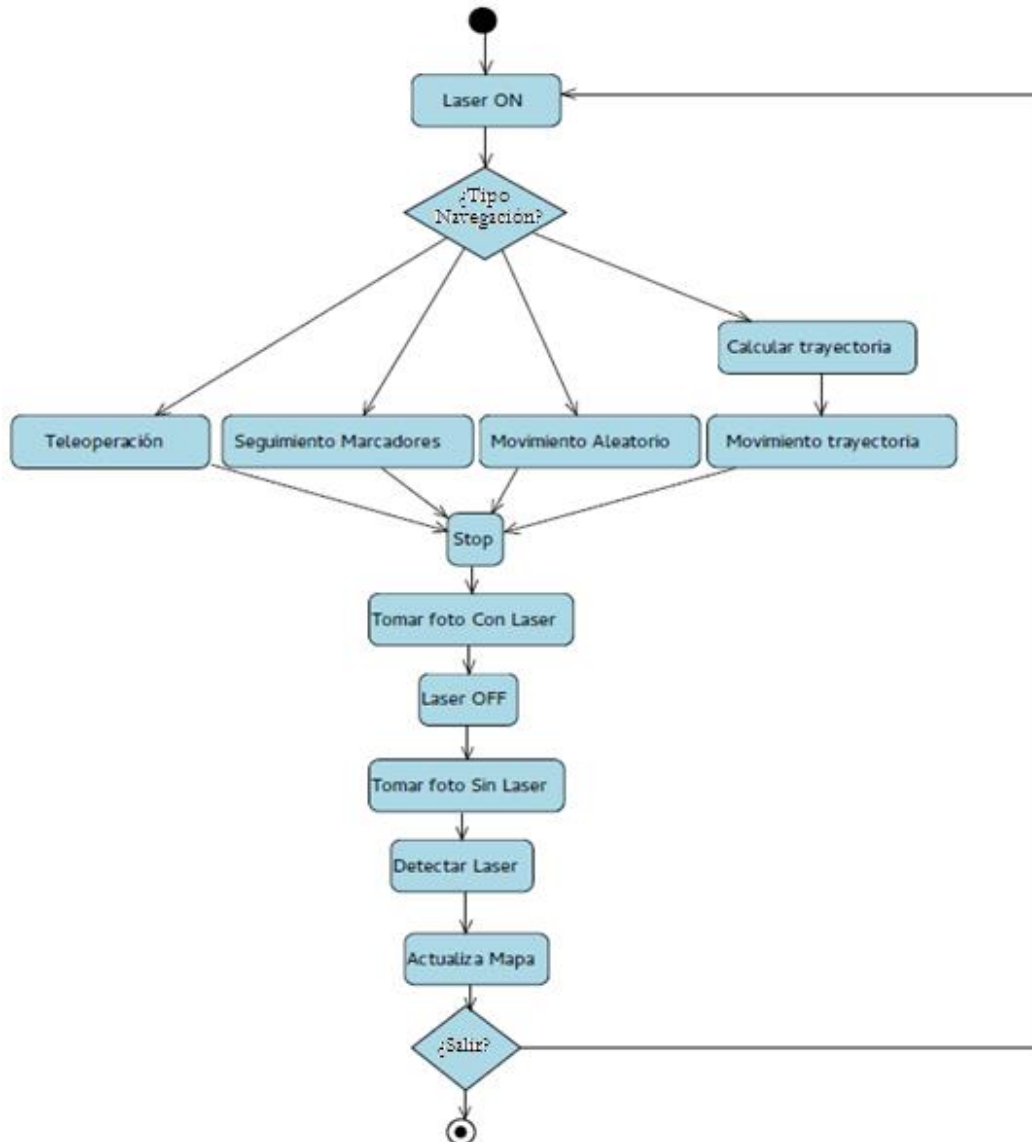 Laser ON
¿Tipo
Navegación?
Calcular trayectoria
Teleoperación
Seguimiento Marcadores
Movimiento Aleatorio
Movimiento trayectoria
Stop
Tomar foto Con Laser
Laser OFF
Tomar foto Sin Laser
Detectar Laser
Actualiza Mapa
¿Salir?